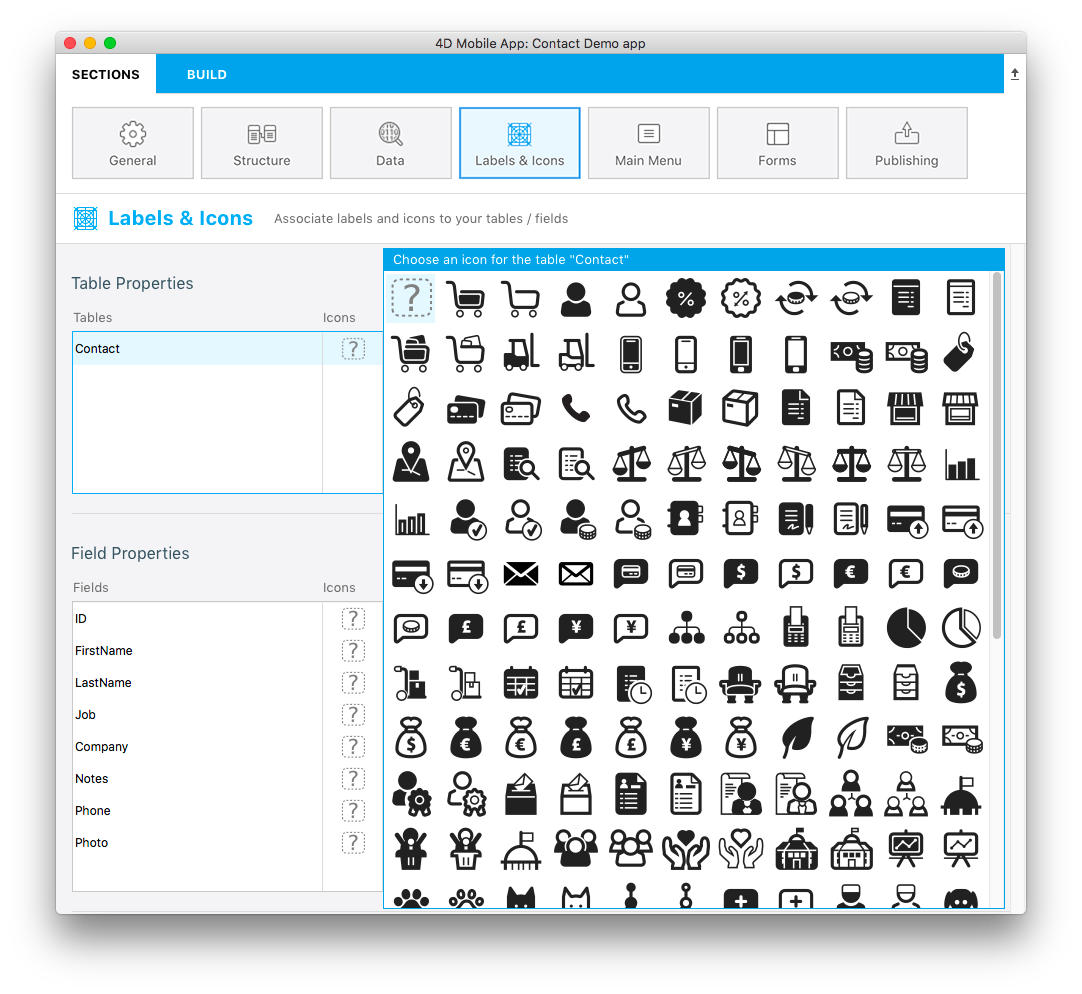 4D Mobile App: Contact Demo app
SECTIONS BUILD
General Structure Data Labels & Icons Main Menu Forms Publishing
Labels & Icons Associate labels and icons to your tables / fields
Choose an icon for the table "Contact"
Table Properties
Tables Icons
Contact ?
Field Properties
Fields Icons
ID ?
FirstName ?
LastName ?
Job ?
Company ?
Notes ?
Phone ?
Photo ?